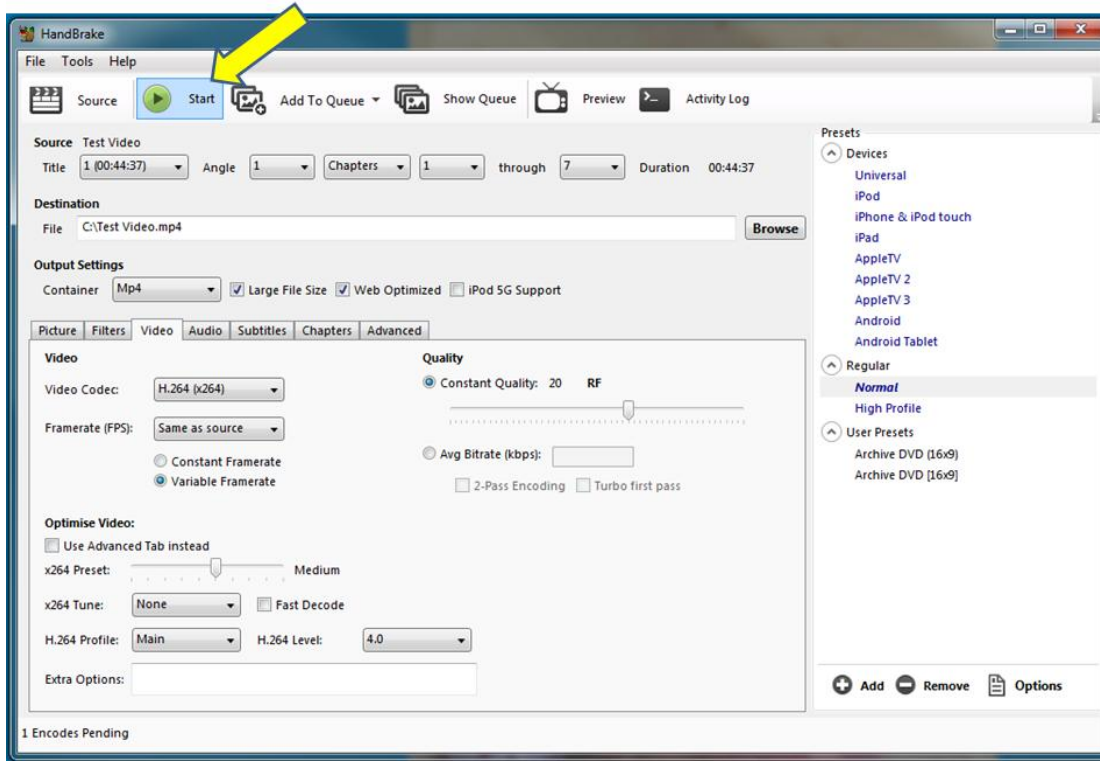 HandBrake
File Tools Help
Source Start Add To Queue Show Queue Preview Activity Log
Source Test Video
Title 1 (00:44:37) Angle 1 Chapters 1 through 7 Duration 00:44:37
Destination
File C:\Test Video.mp4 Browse
Output Settings
Container Mp4 Large File Size Web Optimized iPod 5G Support
Picture Filters Video Audio Subtitles Chapters Advanced
Video
Video Codec: H.264 (x264)
Framerate (FPS): Same as source
Constant Framerate
Variable Framerate
Quality
Constant Quality: 20 RF
Avg Bitrate (kbps):
2-Pass Encoding Turbo first pass
Optimise Video:
Use Advanced Tab instead
x264 Preset: Medium
x264 Tune: None Fast Decode
H.264 Profile: Main H.264 Level: 4.0
Extra Options:
Presets
Devices
Universal
iPod
iPhone & iPod touch
iPad
AppleTV
AppleTV 2
AppleTV 3
Android
Android Tablet
Regular
Normal
High Profile
User Presets
Archive DVD (16x9)
Archive DVD [16x9]
Add Remove Options
1 Encodes Pending